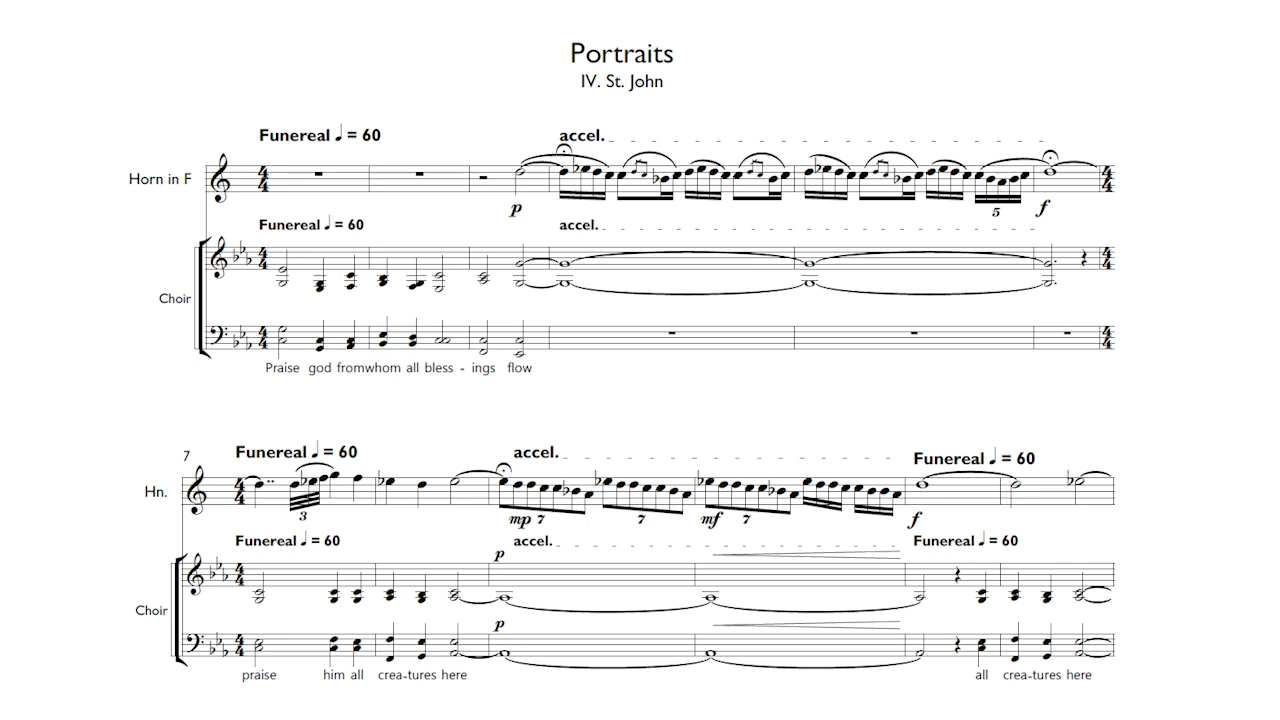 Portraits
IV. St. John
Funereal ♩ = 60 accel.
Horn in F
p 5 f
Funereal ♩ = 60 accel.
Choir
Praise god fromwhom all bless - ings flow
7 Funereal ♩ = 60 accel. Funereal ♩ = 60
Hn.
3 mp 7 7 mf 7 f
Funereal ♩ = 60 accel. Funereal ♩ = 60
p
Choir
p
praise him all crea-tures here all crea-tures here